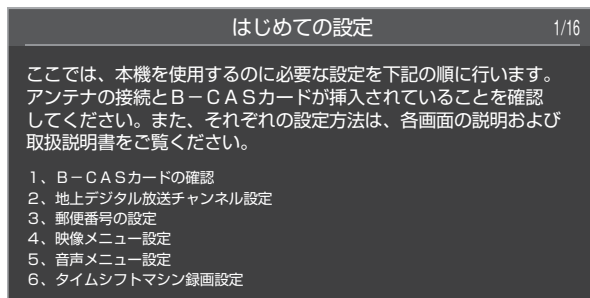 はじめての設定 1/16
ここでは、本機を使用するのに必要な設定を下記の順に行います。
アンテナの接続とB-CASカードが挿入されていることを確認
してください。また、それぞれの設定方法は、各画面の説明および
取扱説明書をご覧ください。
1、B-CASカードの確認
2、地上デジタル放送チャンネル設定
3、郵便番号の設定
4、映像メニュー設定
5、音声メニュー設定
6、タイムシフトマシン録画設定